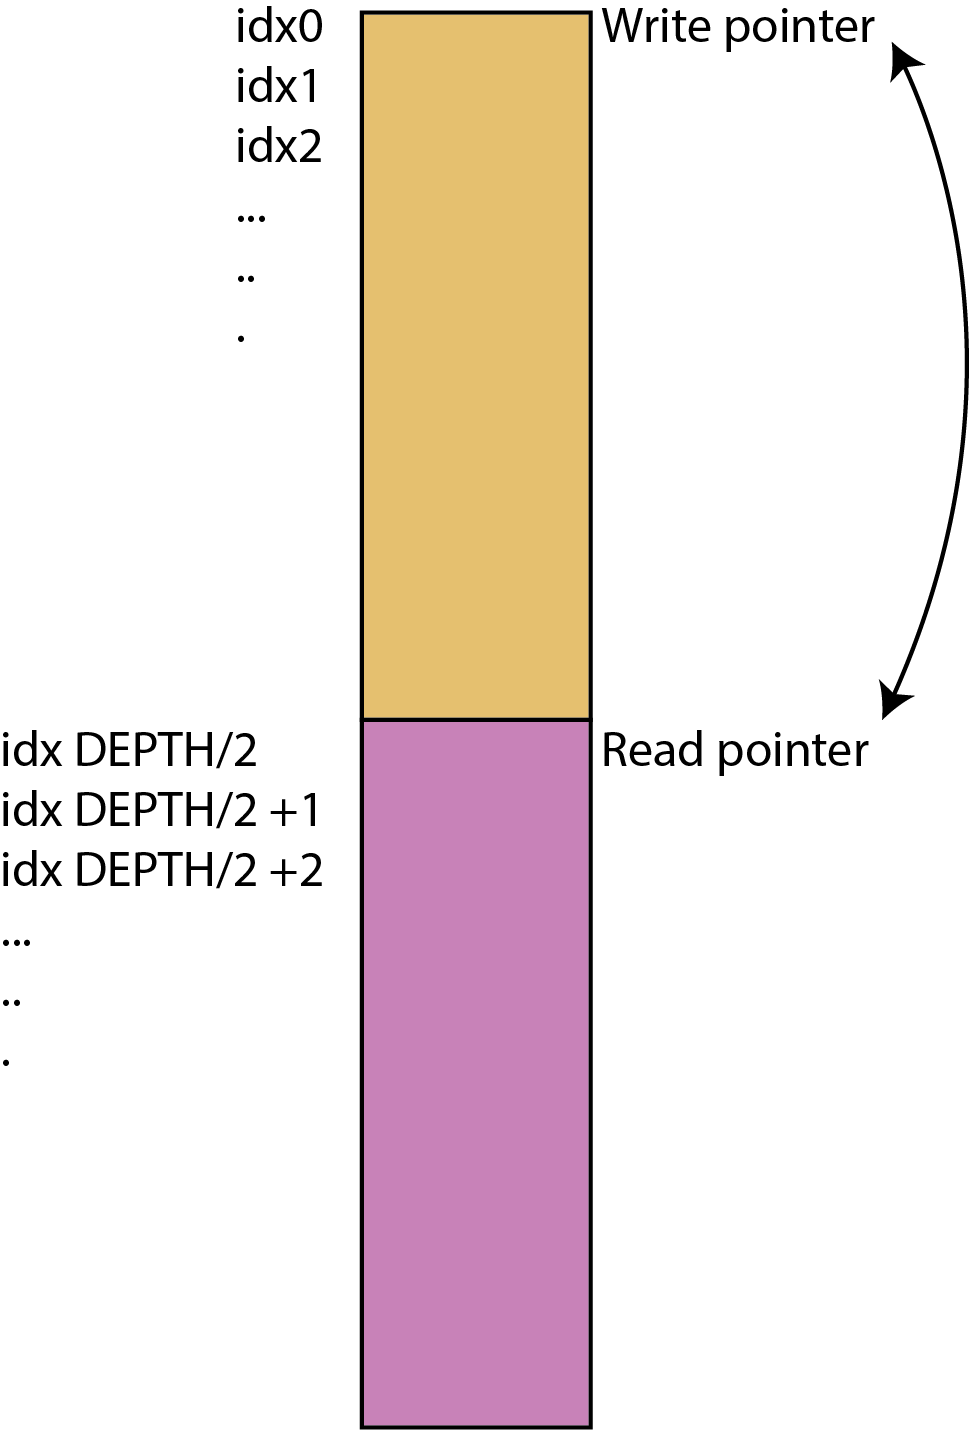 idx0 Write pointer
idx1
idx2
...
..
.
idx DEPTH/2 Read pointer
idx DEPTH/2 +1
idx DEPTH/2 +2
...
..
.